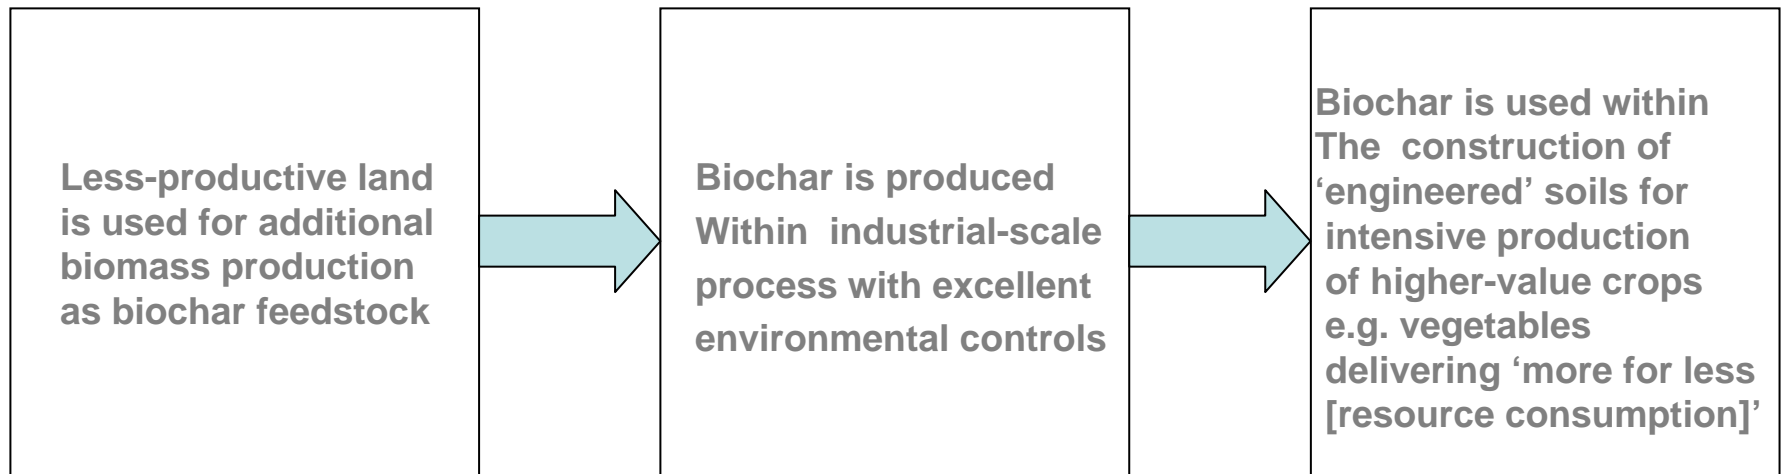 Less-productive land
is used for additional
biomass production
as biochar feedstock
Biochar is produced
Within industrial-scale
process with excellent
environmental controls
Biochar is used within
The construction of
‘engineered’ soils for
intensive production
of higher-value crops
e.g. vegetables
delivering ‘more for less
[resource consumption]’